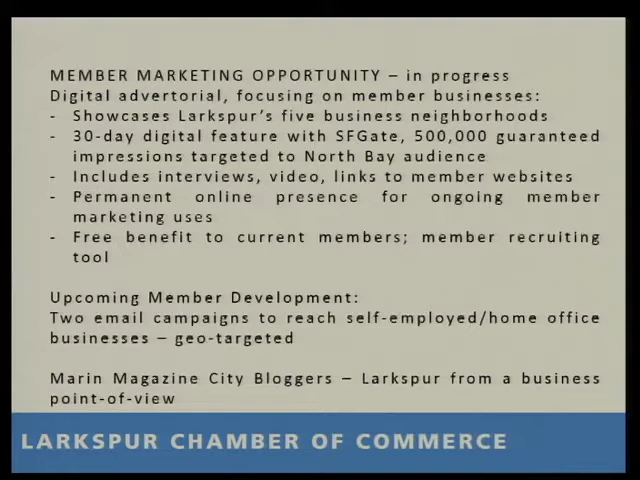 MEMBER MARKETING OPPORTUNITY – in progress
Digital advertorial, focusing on member businesses:
- Showcases Larkspur's five business neighborhoods
- 30-day digital feature with SFGate, 500,000 guaranteed
impressions targeted to North Bay audience
- Includes interviews, video, links to member websites
- Permanent online presence for ongoing member
marketing uses
- Free benefit to current members; member recruiting
tool
Upcoming Member Development:
Two email campaigns to reach self-employed/home office
businesses – geo-targeted
Marin Magazine City Bloggers – Larkspur from a business
point-of-view
LARKSPUR CHAMBER OF COMMERCE